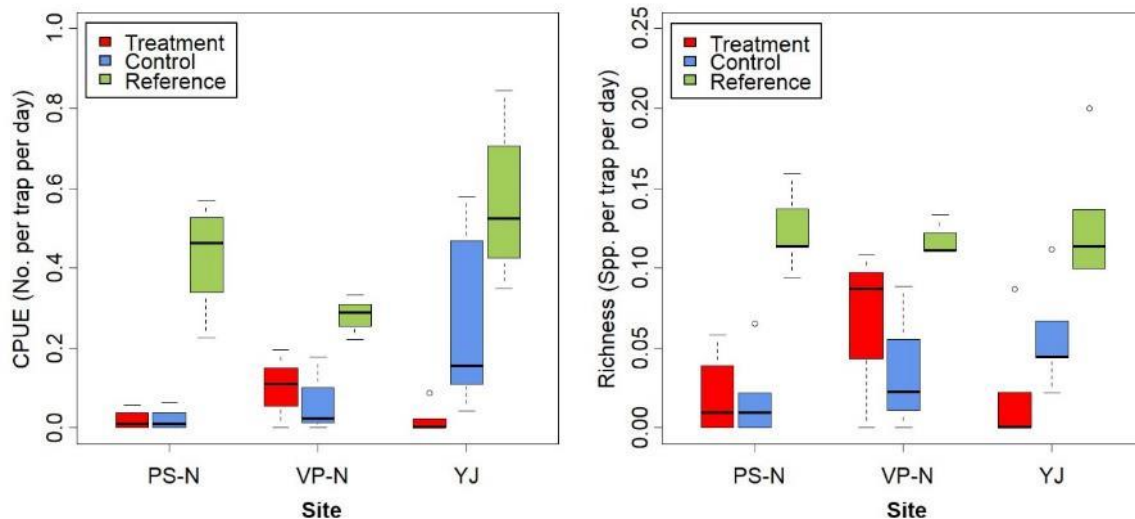 CPUE (No. per trap per day)
1.0
0.8
0.6
0.4
0.2
0.0
Treatment
Control
Reference
PS-N
VP-N
YJ
Site
Richness (Spp. per trap per day)
0.25
0.20
0.15
0.10
0.05
0.00
Treatment
Control
Reference
PS-N
VP-N
YJ
Site